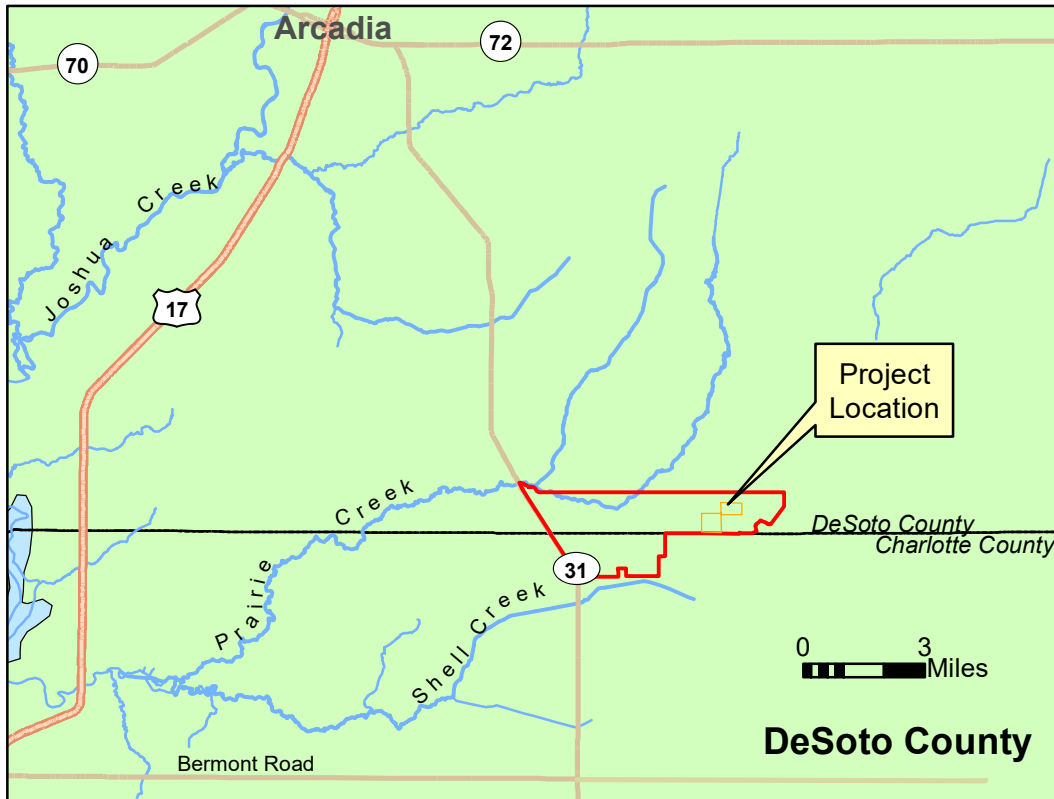 Arcadia
72
70
Joshua Creek
17
Project
Location
Prairie Creek
DeSoto County
Charlotte County
31
Shell Creek
0 3
Miles
DeSoto County
Bermont Road